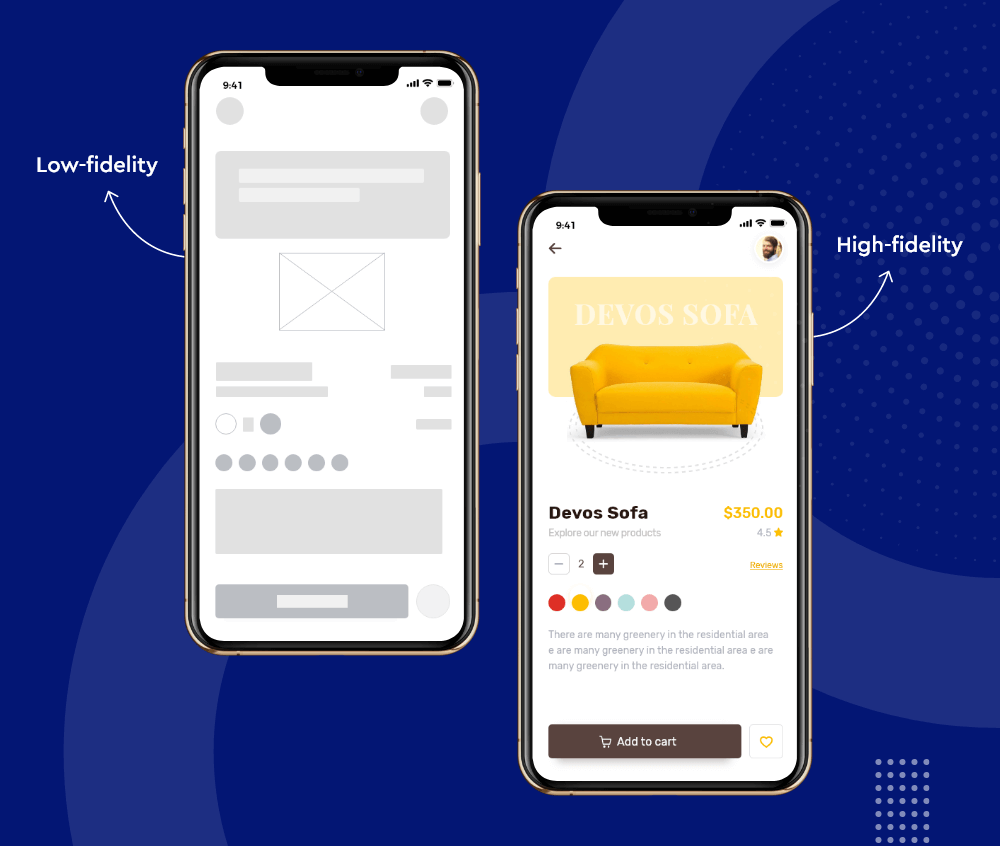 Low-fidelity
9:41
High-fidelity
9:41
DEVOS SOFA
Devos Sofa
$350.00
Explore our new products
4.5
2
Reviews
There are many greenery in the residential area
e are many greenery in the residential area e are
many greenery in the residential area.
Add to cart